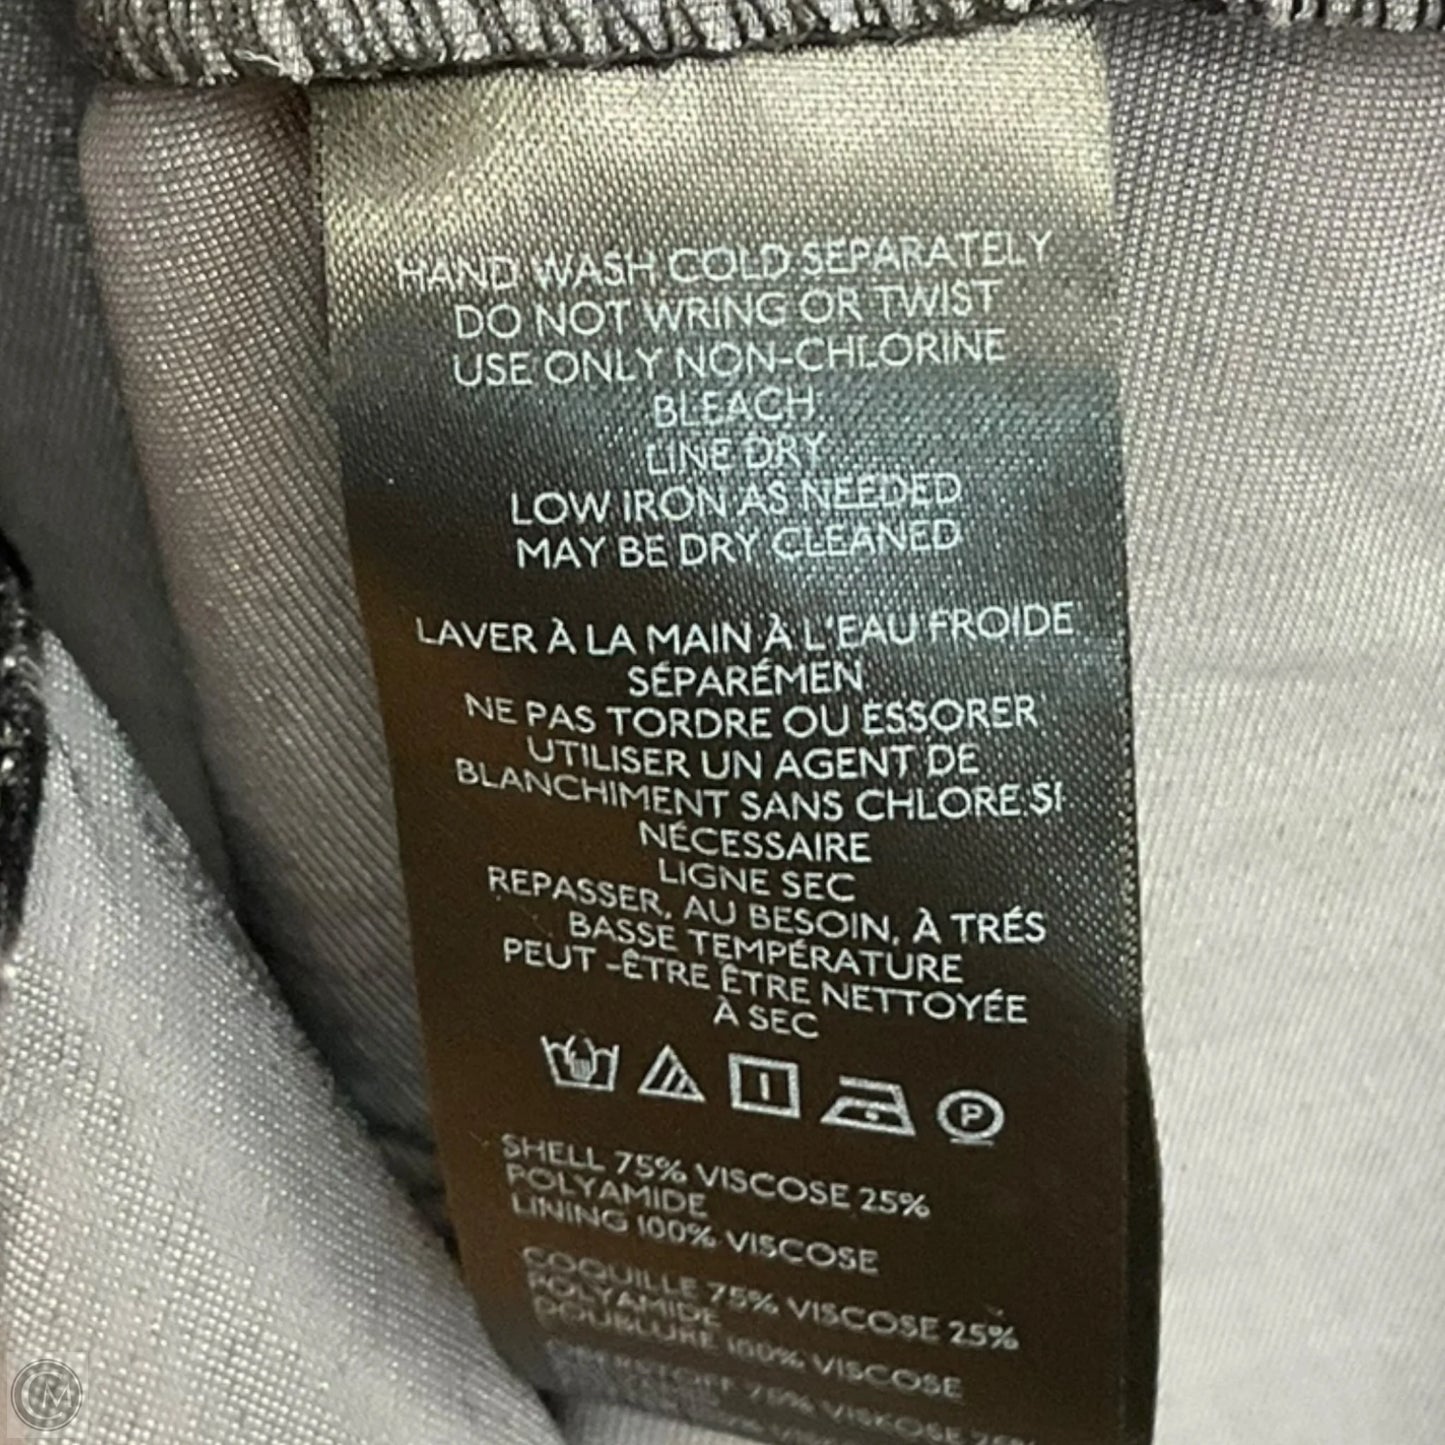 HAND WASH COLD SEPARATELY
DO NOT WRING OR TWIST
USE ONLY NON-CHLORINE
BLEACH
LINE DRY
LOW IRON AS NEEDED
MAY BE DRY CLEANED
LAVER À LA MAIN À L'EAU FROIDE
SÉPARÉMEN
NE PAS TORDRE OU ESSORER
UTILISER UN AGENT DE
BLANCHIMENT SANS CHLORE.SI
NÉCESSAIRE
LIGNE SEC
REPASSER, AU BESOIN, À TRÉS
BASSE TEMPÉRATURE
PEUT -ÊTRE ÊTRE NETTOYÉE
À SEC
P
SHELL 75% VISCOSE 25%
POLYAMIDE
LINING 100% VISCOSE
COQUILLE 75% VISCOSE 25%
POLYAMIDE
DOUBLURE 100% VISCOSE
75% VISKOSE